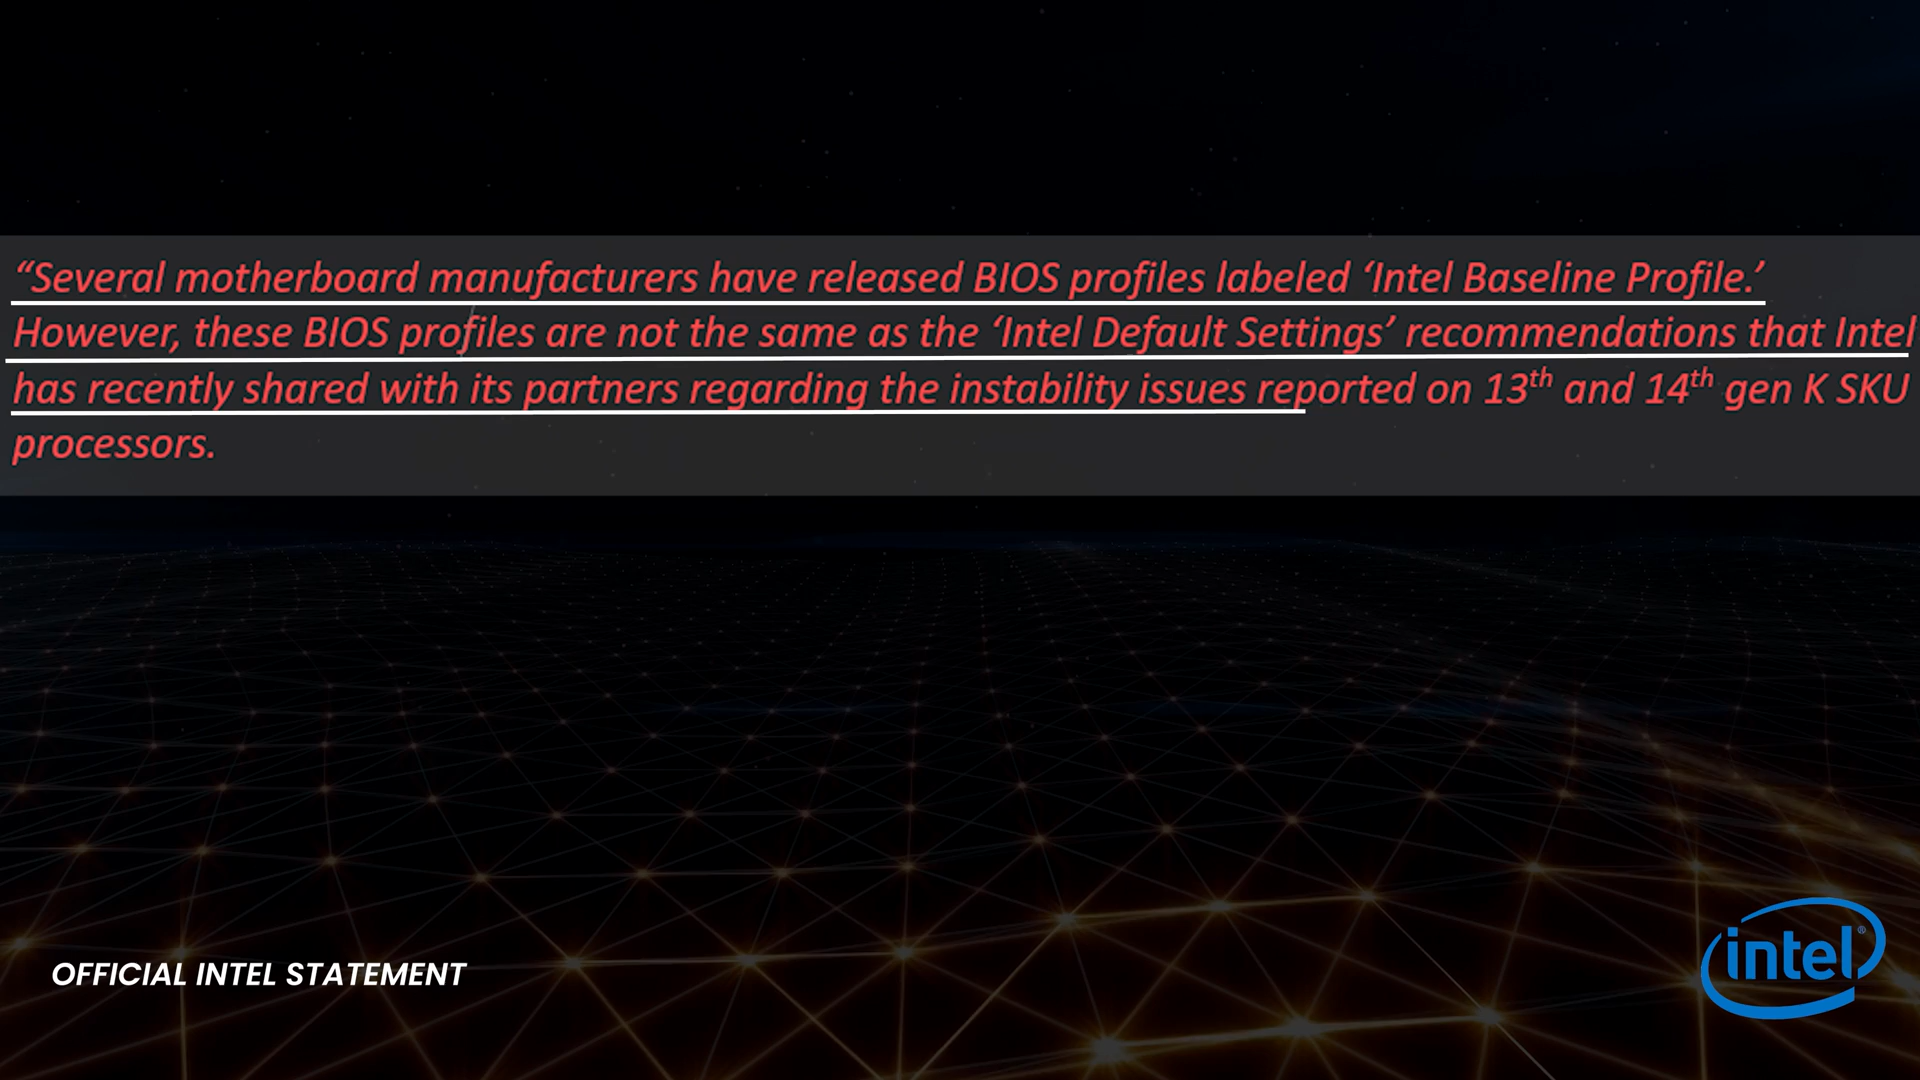 “Several motherboard manufacturers have released BIOS profiles labeled ‘Intel Baseline Profile.’
However, these BIOS profiles are not the same as the ‘Intel Default Settings’ recommendations that Intel
has recently shared with its partners regarding the instability issues reported on 13th and 14th gen K SKU
processors.
OFFICIAL INTEL STATEMENT
intel®